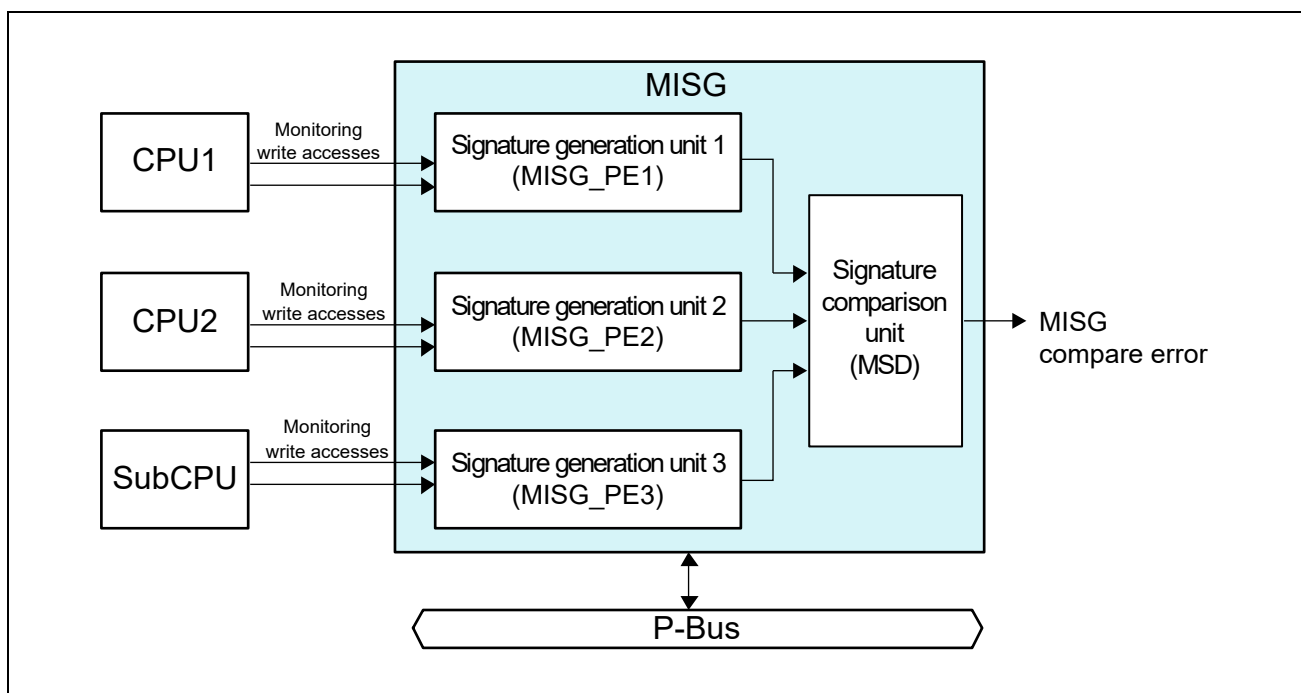 MISG
CPU1
Monitoring
write accesses
Signature generation unit 1
(MISG_PE1)
CPU2
Monitoring
write accesses
Signature generation unit 2
(MISG_PE2)
SubCPU
Monitoring
write accesses
Signature generation unit 3
(MISG_PE3)
Signature
comparison
unit
(MSD)
MISG
compare error
P-Bus